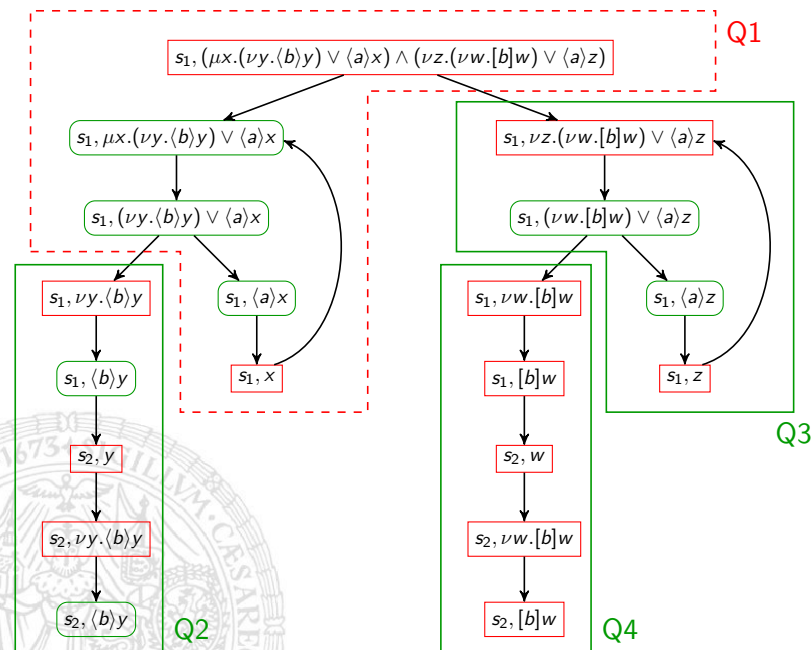 Q1
s₁, (μx.(νy.⟨b⟩y) ∨ ⟨a⟩x) ∧ (νz.(νw.[b]w) ∨ ⟨a⟩z)
s₁, μx.(νy.⟨b⟩y) ∨ ⟨a⟩x
s₁, νz.(νw.[b]w) ∨ ⟨a⟩z
s₁, (νy.⟨b⟩y) ∨ ⟨a⟩x
s₁, (νw.[b]w) ∨ ⟨a⟩z
s₁, νy.⟨b⟩y
s₁, ⟨a⟩x
s₁, νw.[b]w
s₁, ⟨a⟩z
s₁, ⟨b⟩y
s₁, x
s₁, [b]w
s₁, z
Q3
s₂, y
s₂, w
s₂, νy.⟨b⟩y
s₂, νw.[b]w
s₂, ⟨b⟩y
Q2
s₂, [b]w
Q4